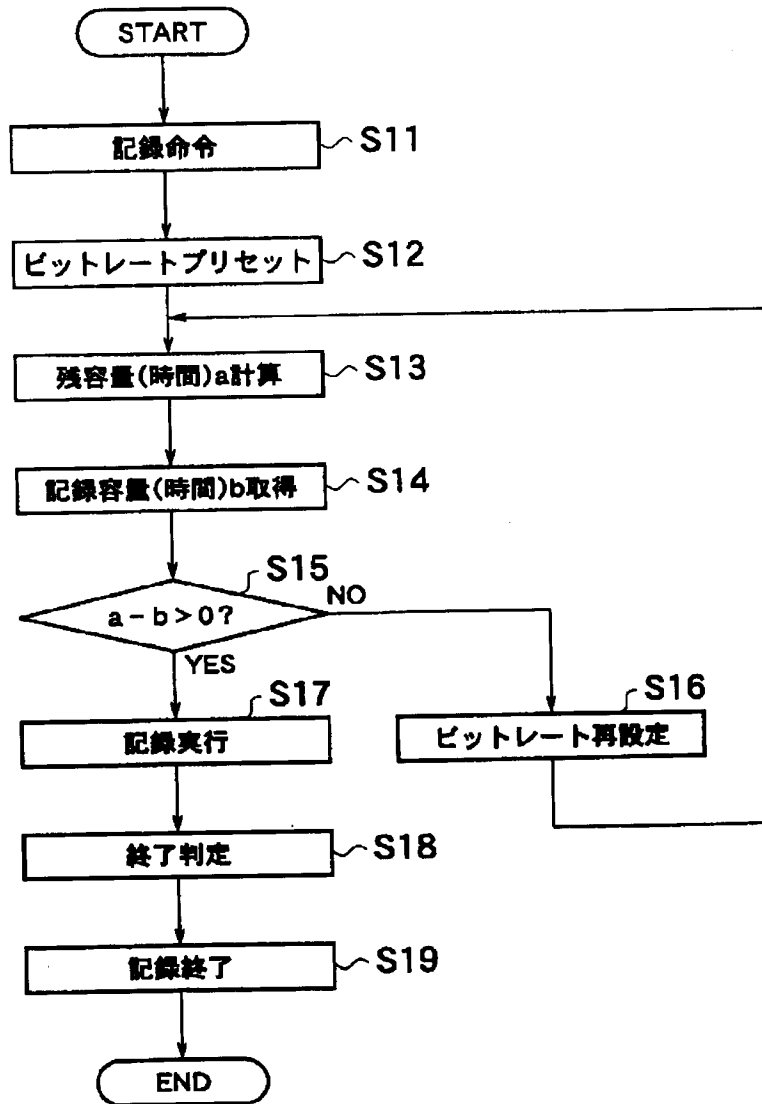 START
記録命令
S11
ビットレートプリセット
S12
残容量(時間)a計算
S13
記録容量(時間)b取得
S14
S15
a-b>0?
NO
YES
S17
記録実行
S16
ビットレート再設定
終了判定
S18
記録終了
S19
END